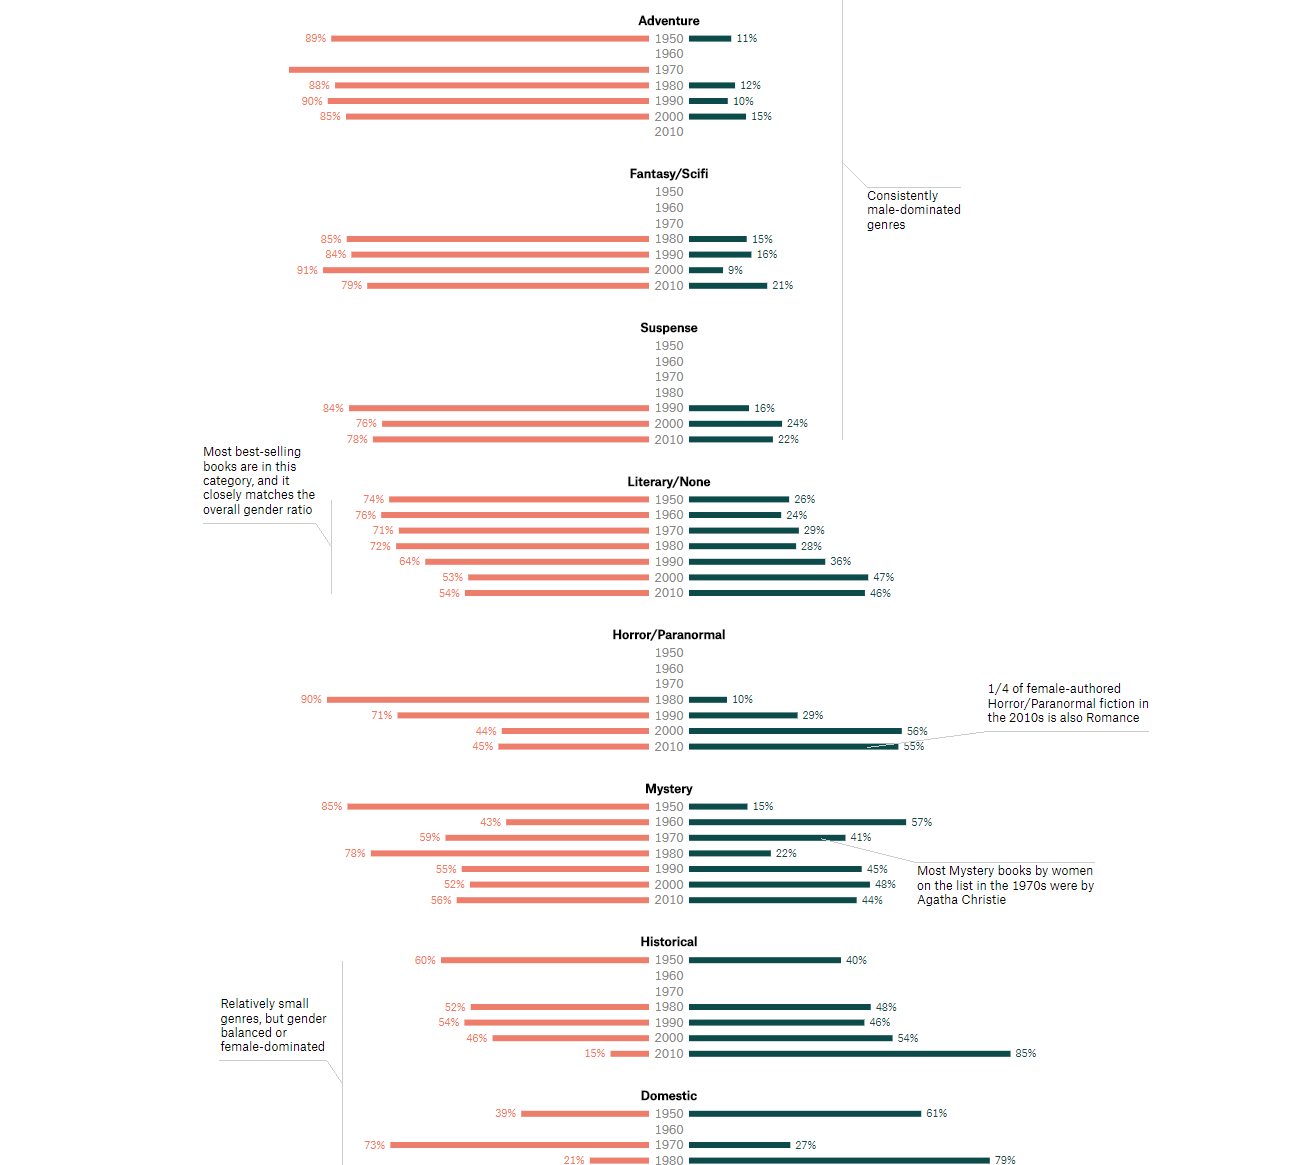 Adventure
89% 1950 11%
1960
1970
88% 1980 12%
90% 1990 10%
85% 2000 15%
2010
Fantasy/Scifi
1950
1960
1970
85% 1980 15%
84% 1990 16%
91% 2000 9%
79% 2010 21%
Consistently
male-dominated
genres
Suspense
1950
1960
1970
1980
84% 1990 16%
76% 2000 24%
78% 2010 22%
Most best-selling
books are in this
category, and it
closely matches the
overall gender ratio
Literary/None
74% 1950 26%
76% 1960 24%
71% 1970 29%
72% 1980 28%
64% 1990 36%
53% 2000 47%
54% 2010 46%
Horror/Paranormal
1950
1960
1970
90% 1980 10%
71% 1990 29%
44% 2000 56%
45% 2010 55%
1/4 of female-authored
Horror/Paranormal fiction in
the 2010s is also Romance
Mystery
85% 1950 15%
43% 1960 57%
59% 1970 41%
78% 1980 22%
55% 1990 45%
52% 2000 48%
56% 2010 44%
Most Mystery books by women
on the list in the 1970s were by
Agatha Christie
Historical
60% 1950 40%
1960
1970
52% 1980 48%
54% 1990 46%
46% 2000 54%
15% 2010 85%
Relatively small
genres, but gender
balanced or
female-dominated
Domestic
39% 1950 61%
1960
73% 1970 27%
21% 1980 79%